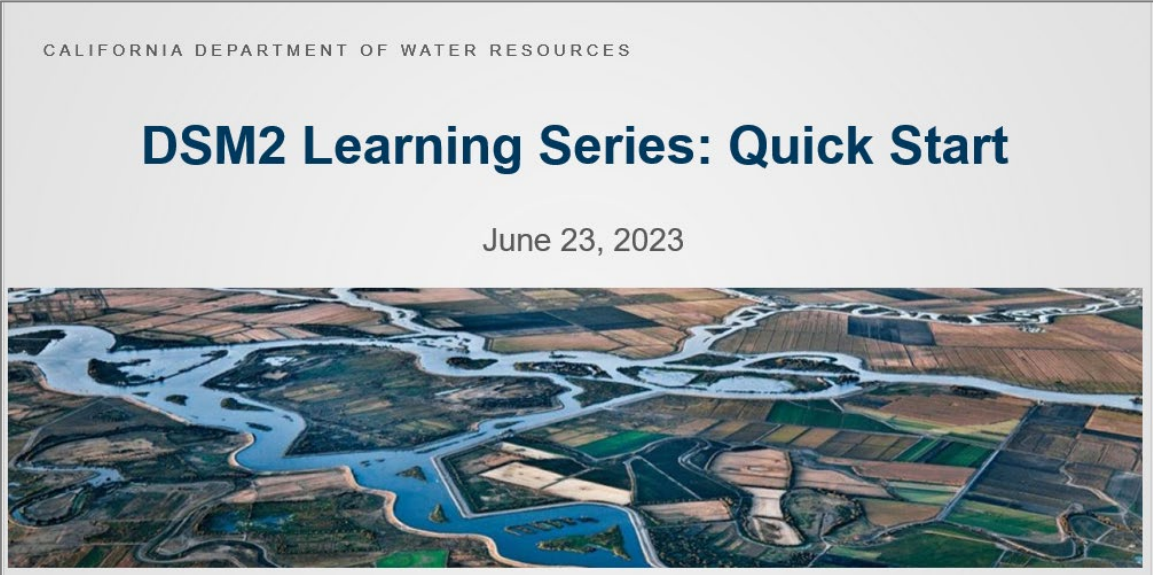 CALIFORNIA DEPARTMENT OF WATER RESOURCES
DSM2 Learning Series: Quick Start
June 23, 2023